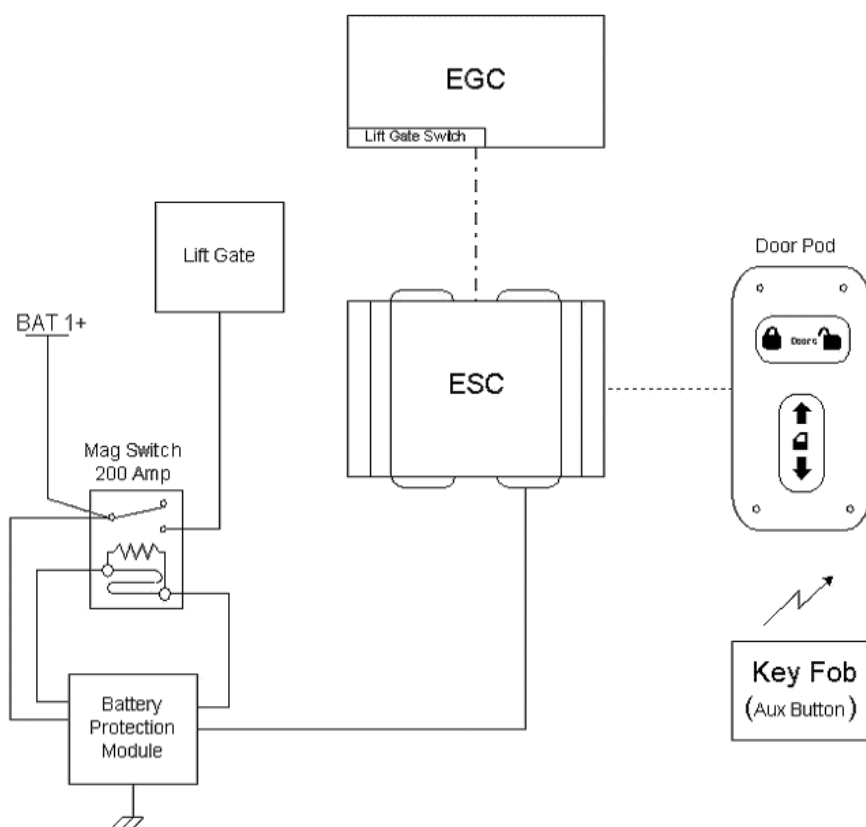 EGC
Lift Gate Switch
Lift Gate
Door Pod
BAT 1+
Doors
ESC
Mag Switch
200 Amp
Key Fob
(Aux Button)
Battery
Protection
Module